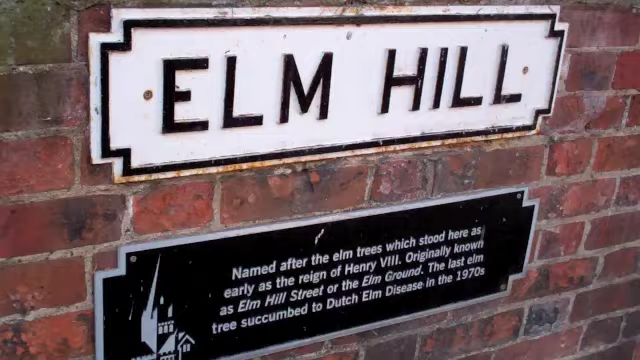 ELM HILL
Named after the elm trees which stood here as
early as the reign of Henry VIII. Originally known
as Elm Hill Street or the Elm Ground. The last elm
tree succumbed to Dutch Elm Disease in the 1970s